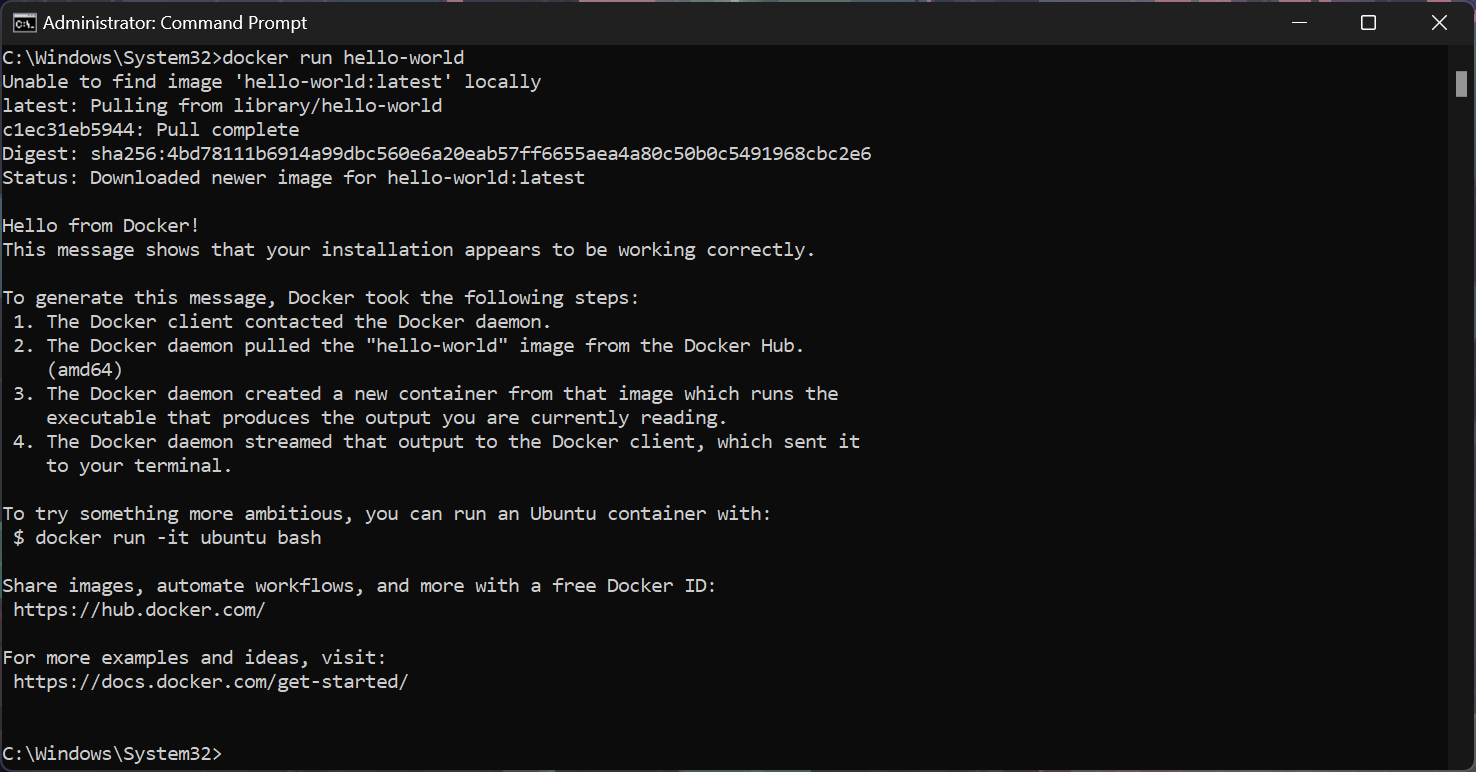 Administrator: Command Prompt
C:\Windows\System32>docker run hello-world
Unable to find image 'hello-world:latest' locally
latest: Pulling from library/hello-world
c1ec31eb5944: Pull complete
Digest: sha256:4bd78111b6914a99dbc560e6a20eab57ff6655aea4a80c50b0c5491968cbc2e6
Status: Downloaded newer image for hello-world:latest

Hello from Docker!
This message shows that your installation appears to be working correctly.

To generate this message, Docker took the following steps:
 1. The Docker client contacted the Docker daemon.
 2. The Docker daemon pulled the "hello-world" image from the Docker Hub.
    (amd64)
 3. The Docker daemon created a new container from that image which runs the
    executable that produces the output you are currently reading.
 4. The Docker daemon streamed that output to the Docker client, which sent it
    to your terminal.

To try something more ambitious, you can run an Ubuntu container with:
 $ docker run -it ubuntu bash

Share images, automate workflows, and more with a free Docker ID:
 https://hub.docker.com/

For more examples and ideas, visit:
 https://docs.docker.com/get-started/

C:\Windows\System32>